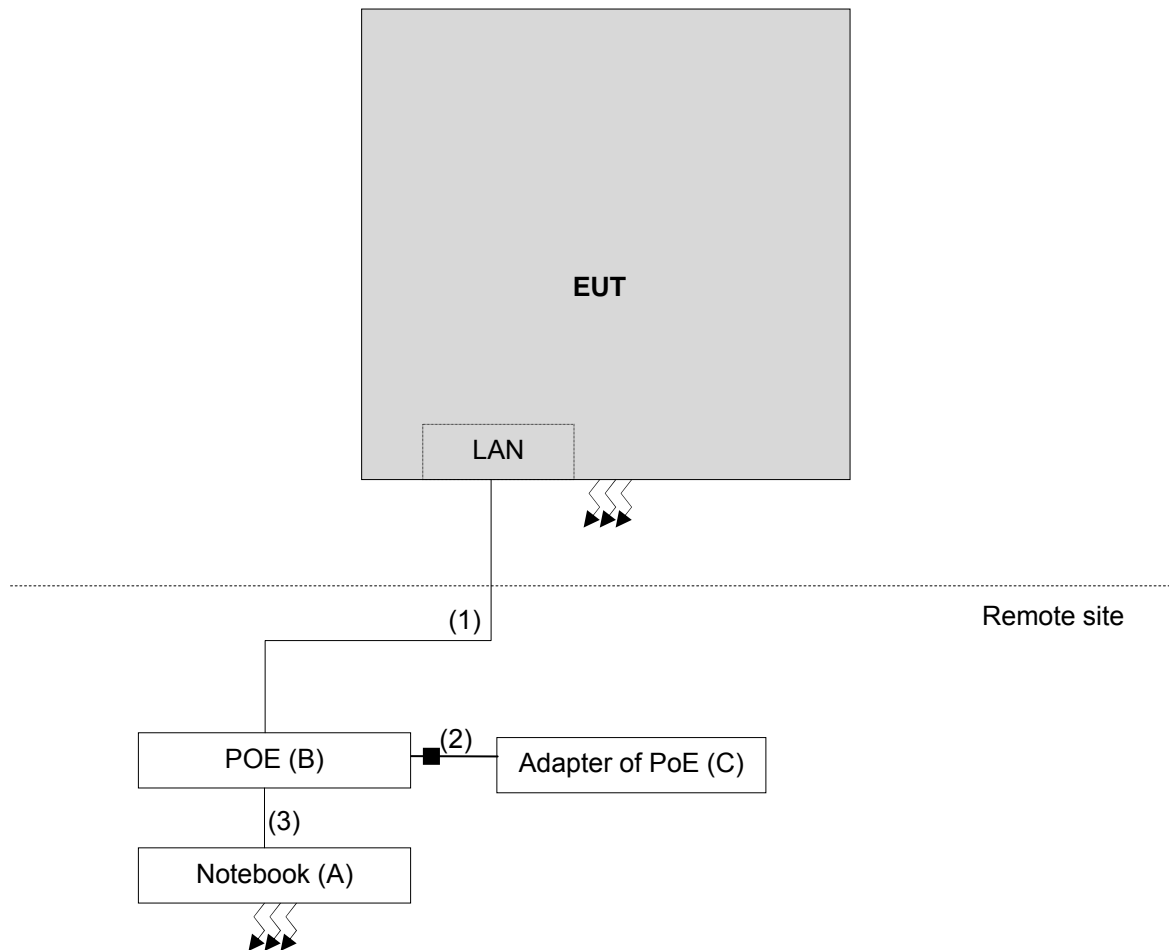 EUT
LAN
(1)
Remote site
POE (B)
(2)
Adapter of PoE (C)
(3)
Notebook (A)